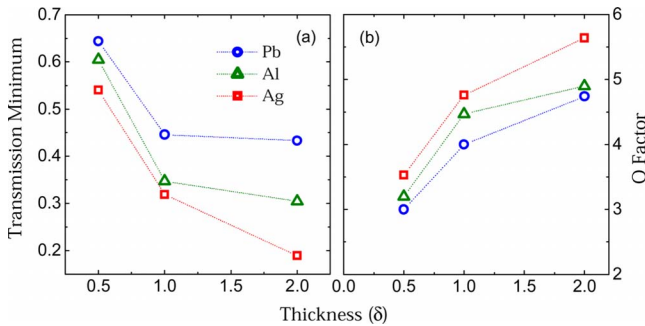 0.7
0.6
0.5
0.4
0.3
0.2
Transmission Minimum
(a)
Pb
Al
Ag
0.5
1.0
1.5
2.0
(b)
6
5
4
3
2
Q Factor
0.0
0.5
1.0
1.5
2.0
Thickness (δ)